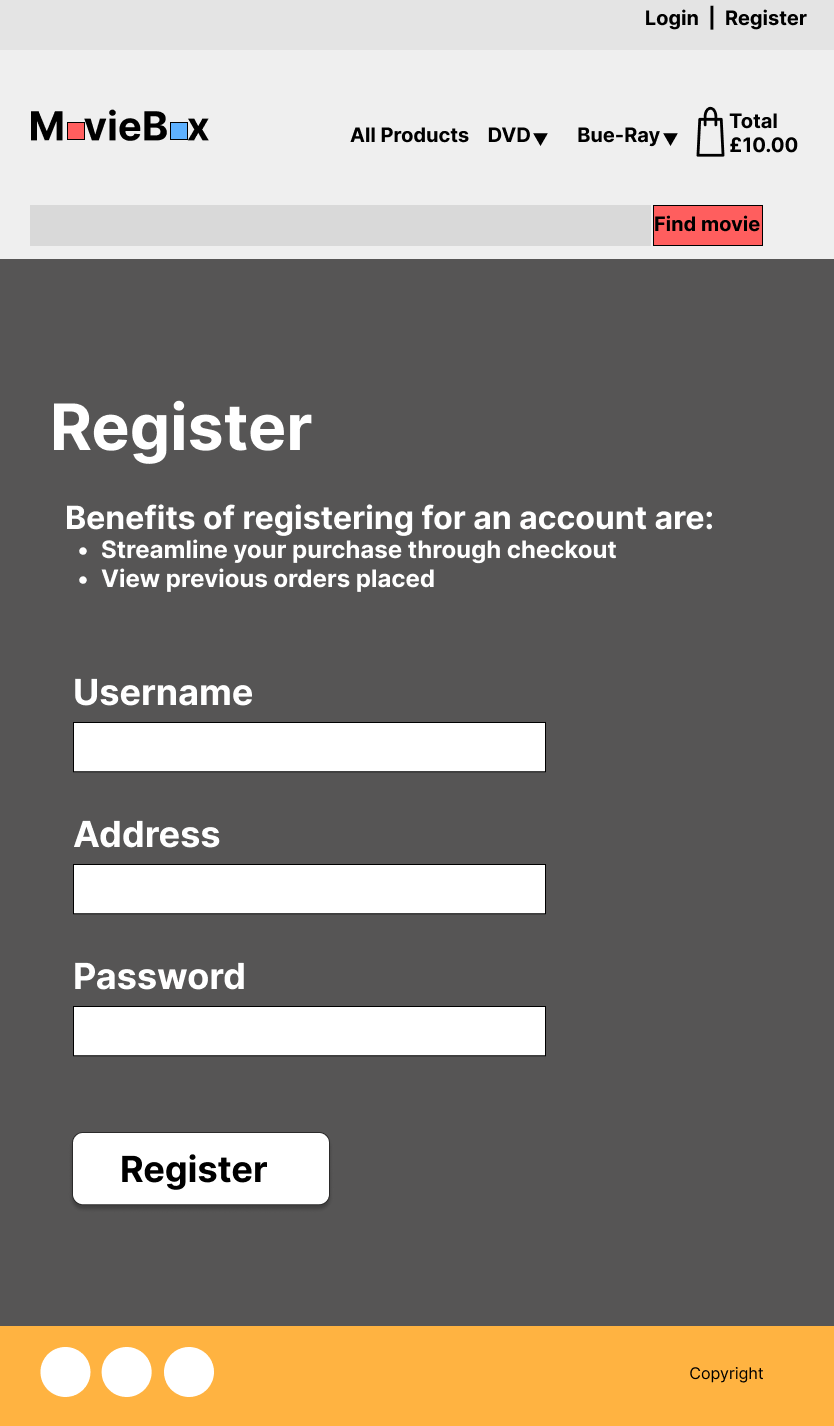 Login | Register
MovieBox
All Products DVD▼ Bue-Ray▼
Total
£10.00
Find movie
Register
Benefits of registering for an account are:
• Streamline your purchase through checkout
• View previous orders placed
Username
Address
Password
Register
Copyright